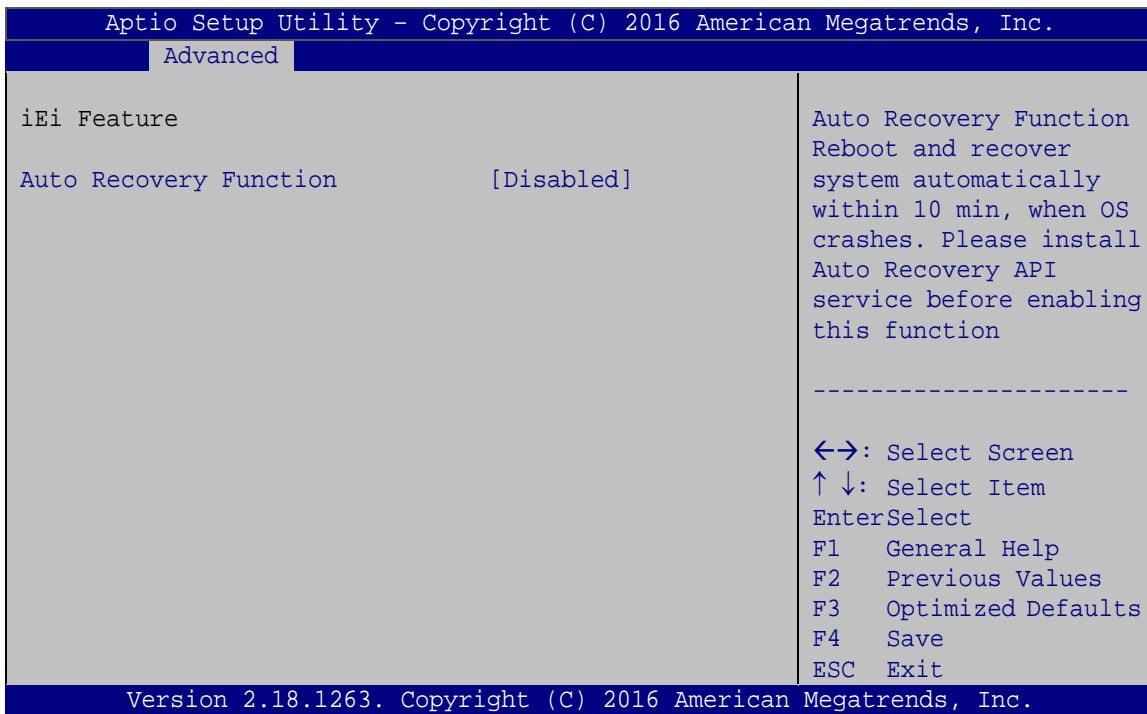 Aptio Setup Utility – Copyright (C) 2016 American Megatrends, Inc.
Advanced
iEi Feature
Auto Recovery Function [Disabled]
Auto Recovery Function
Reboot and recover
system automatically
within 10 min, when OS
crashes. Please install
Auto Recovery API
service before enabling
this function
----------------------
←→: Select Screen
↑ ↓: Select Item
EnterSelect
F1 General Help
F2 Previous Values
F3 Optimized Defaults
F4 Save
ESC Exit
Version 2.18.1263. Copyright (C) 2016 American Megatrends, Inc.